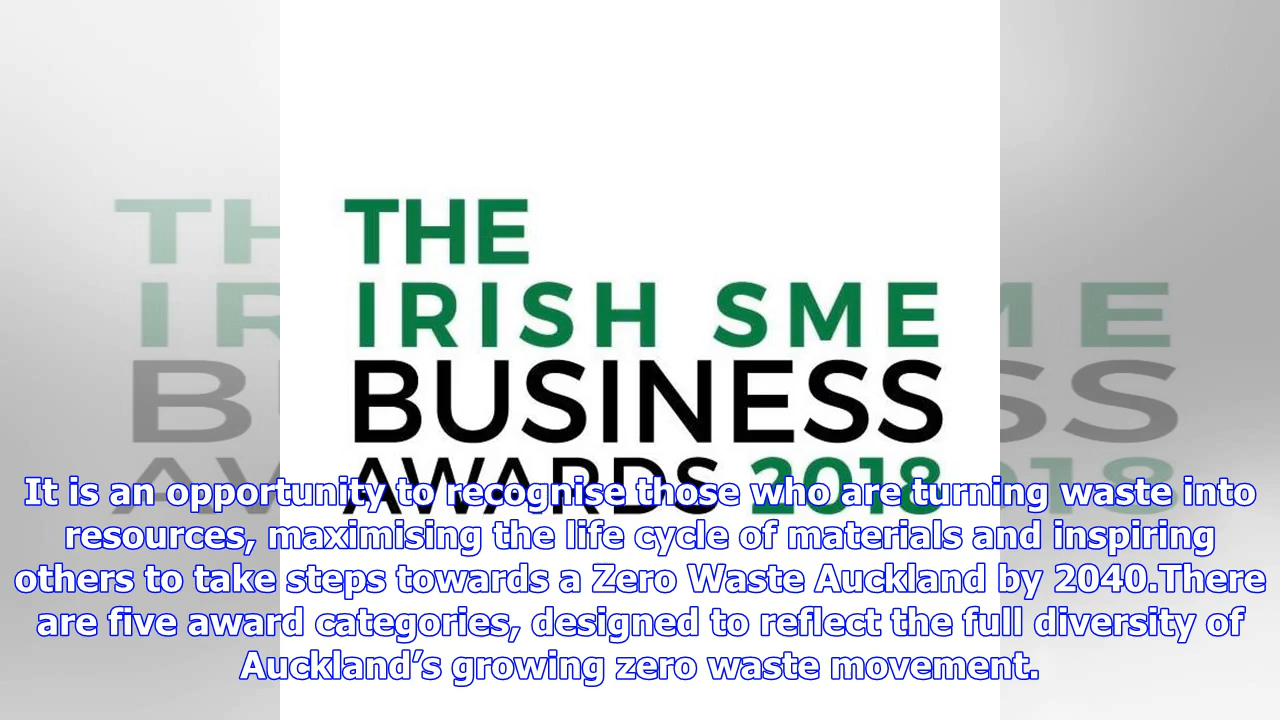 THE
IRISH SME
BUSINESS
AWARDS 2018
It is an opportunity to recognise those who are turning waste into
resources, maximising the life cycle of materials and inspiring
others to take steps towards a Zero Waste Auckland by 2040.There
are five award categories, designed to reflect the full diversity of
Auckland’s growing zero waste movement.